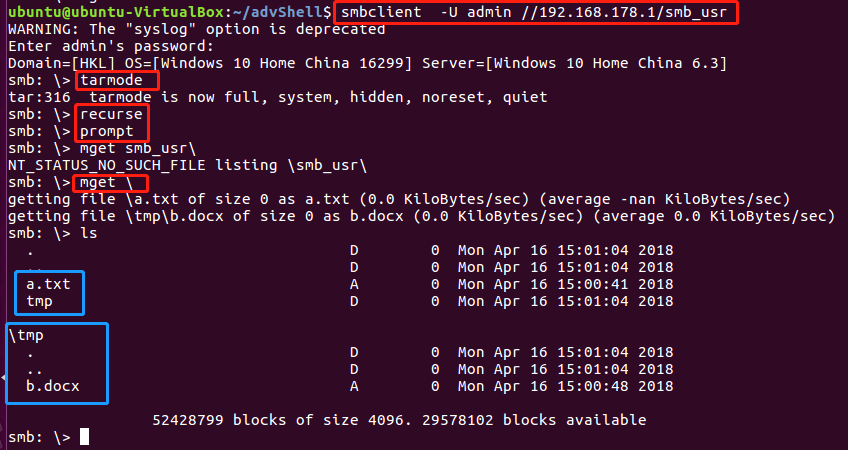 ubuntu@ubuntu-VirtualBox:~/advShell$ smbclient  -U admin //192.168.178.1/smb_usr
WARNING: The "syslog" option is deprecated
Enter admin's password:
Domain=[HKL] OS=[Windows 10 Home China 16299] Server=[Windows 10 Home China 6.3]
smb: \> tarmode
tar:316  tarmode is now full, system, hidden, noreset, quiet
smb: \> recurse
smb: \> prompt
smb: \> mget smb_usr\
NT_STATUS_NO_SUCH_FILE listing \smb_usr\
smb: \> mget \
getting file \a.txt of size 0 as a.txt (0.0 KiloBytes/sec) (average -nan KiloBytes/sec)
getting file \tmp\b.docx of size 0 as b.docx (0.0 KiloBytes/sec) (average 0.0 KiloBytes/sec)
smb: \> ls
  .                                   D        0  Mon Apr 16 15:01:04 2018
  ..                                  D        0  Mon Apr 16 15:01:04 2018
  a.txt                               A        0  Mon Apr 16 15:00:41 2018
  tmp                                 D        0  Mon Apr 16 15:01:04 2018
\tmp
  .                                   D        0  Mon Apr 16 15:01:04 2018
  ..                                  D        0  Mon Apr 16 15:01:04 2018
  b.docx                              A        0  Mon Apr 16 15:00:48 2018
                52428799 blocks of size 4096. 29578102 blocks available
smb: \>